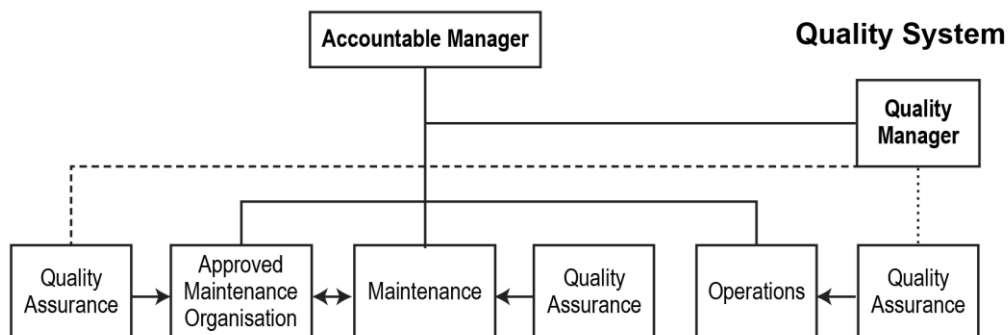 Accountable Manager
Quality System
Quality
Manager
Quality
Assurance
Approved
Maintenance
Organisation
Maintenance
Quality
Assurance
Operations
Quality
Assurance